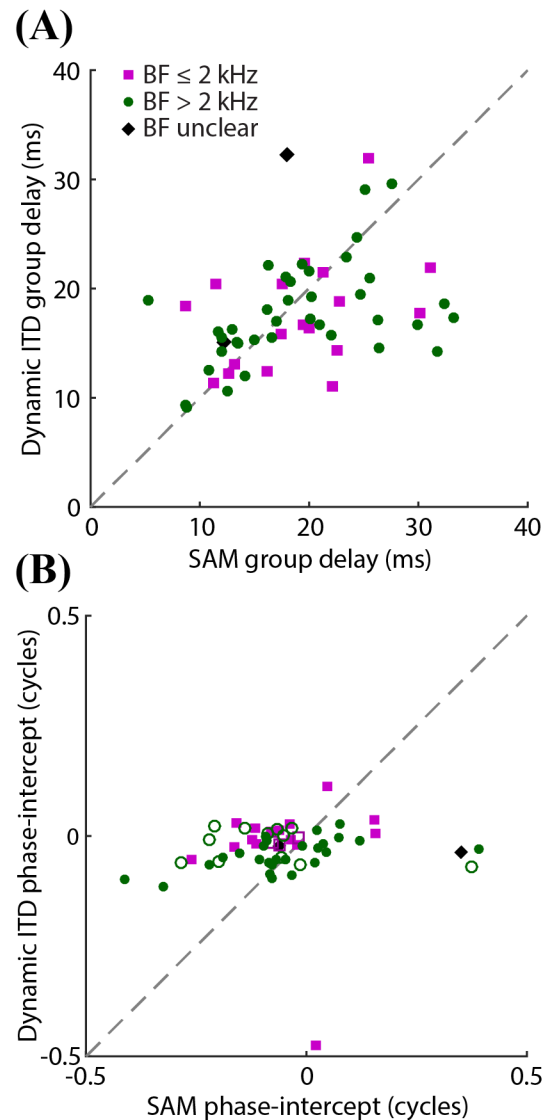 (A)
40
BF ≤ 2 kHz
BF > 2 kHz
BF unclear
30
20
10
0
Dynamic ITD group delay (ms)
0 10 20 30 40
SAM group delay (ms)
(B)
0.5
0
-0.5
Dynamic ITD phase-intercept (cycles)
-0.5 0 0.5
SAM phase-intercept (cycles)